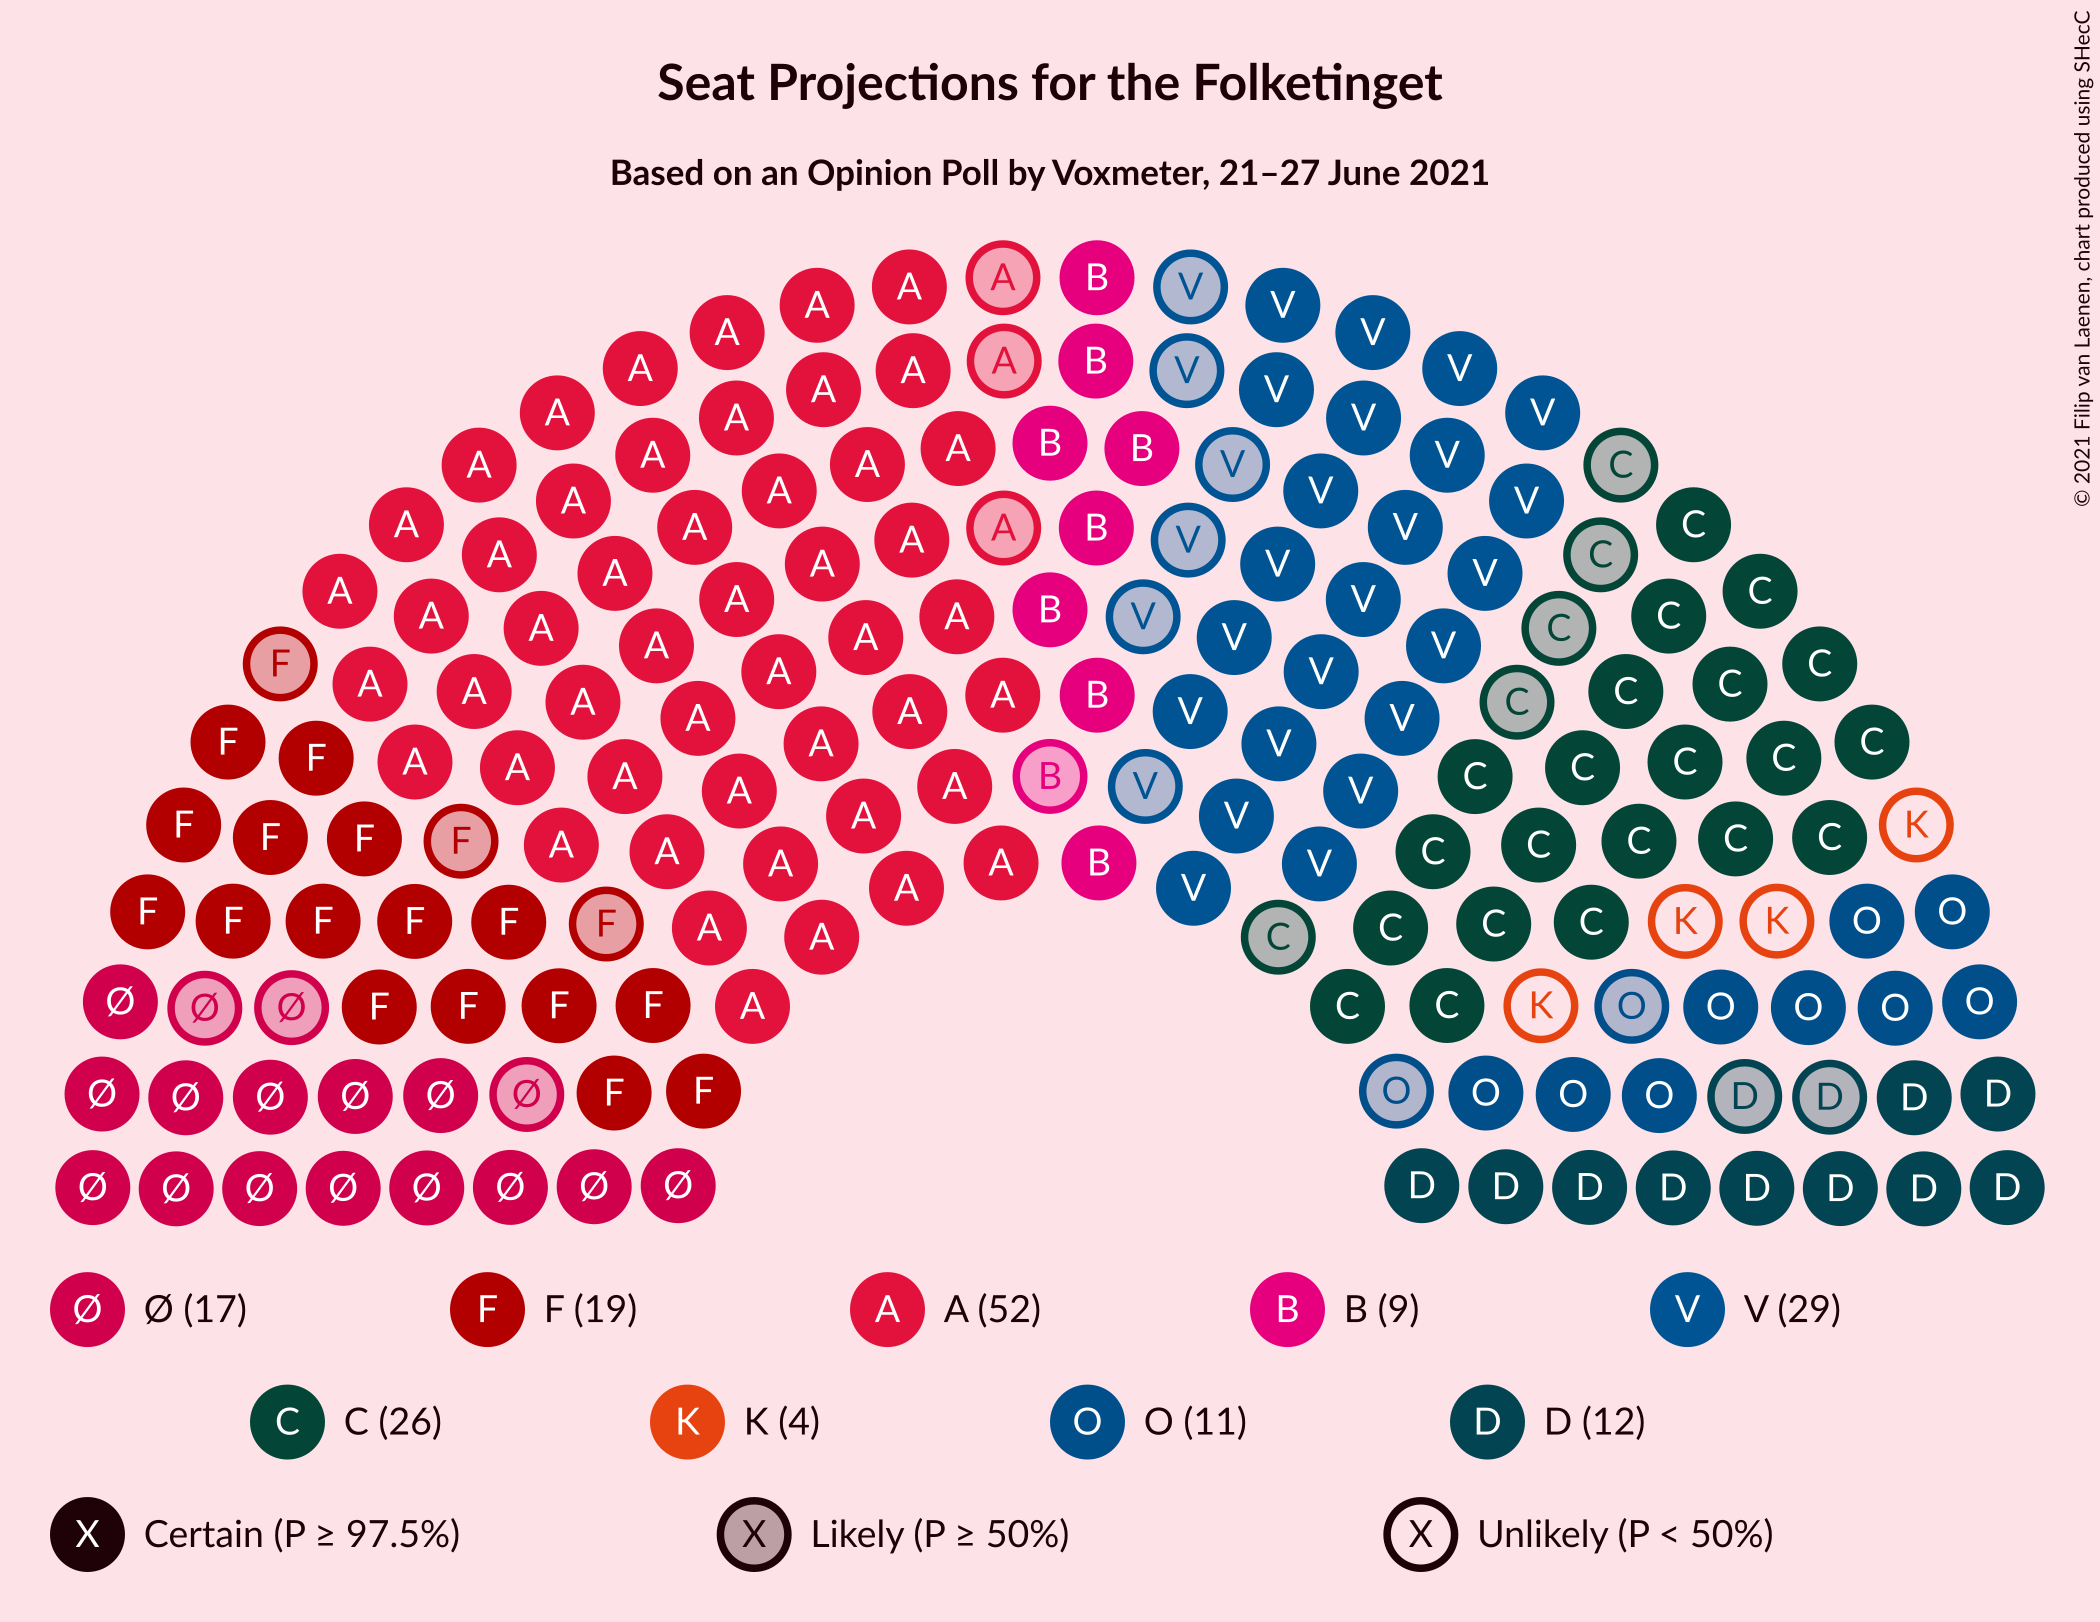 Seat Projections for the Folketinget
Based on an Opinion Poll by Voxmeter, 21–27 June 2021
© 2021 Filip van Laenen, chart produced using SHecC
A A B V
A A V
A A B V V
A A V V
A A V V
A A B B V
A A V C
A A V V
A A V V
A A B V C
A A V C
A A V V
A A B V C
A A V C
A A V V
F A A C C
A A A V C C
A A B V
A A V V
F A A V C C
F A A C C C
A A B V C
A A V C
F F F A A C C C K
F A A B V C
F F F F F F A A V C C C C K K O O
Ø Ø Ø F F F F A C C K O O O O O
Ø Ø Ø Ø Ø Ø F F O O O O D D D D
Ø Ø Ø Ø Ø Ø Ø Ø D D D D D D D D
Ø Ø (17) F F (19) A A (52) B B (9) V V (29)
C C (26) K K (4) O O (11) D D (12)
X Certain (P ≥ 97.5%) X Likely (P ≥ 50%) X Unlikely (P < 50%)